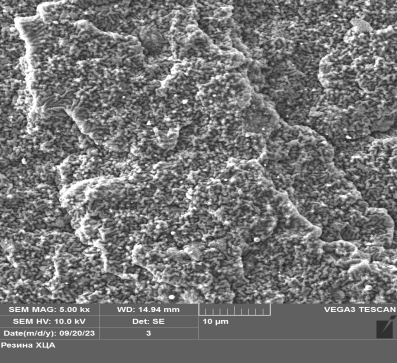 SEM MAG: 5.00 kx WD: 14.94 mm VEGA3 TESCAN
SEM HV: 10.0 kV Det: SE 10 µm
Date(m/d/y): 09/20/23 3
Резина ХЦА